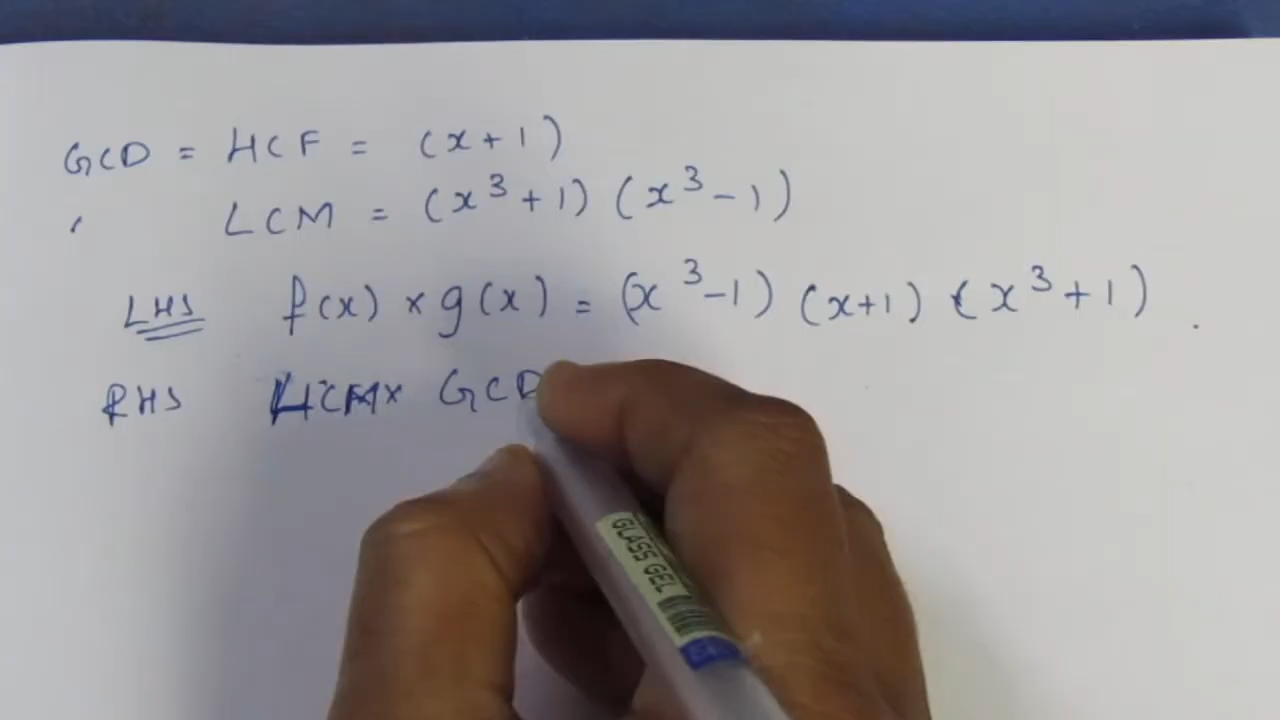 GCD = HCF = (x+1)
LCM = (x³+1) (x³-1)
LHS f(x) × g(x) = (x³-1) (x+1) (x³+1)
RHS LCM× GCD
GLASS GEL